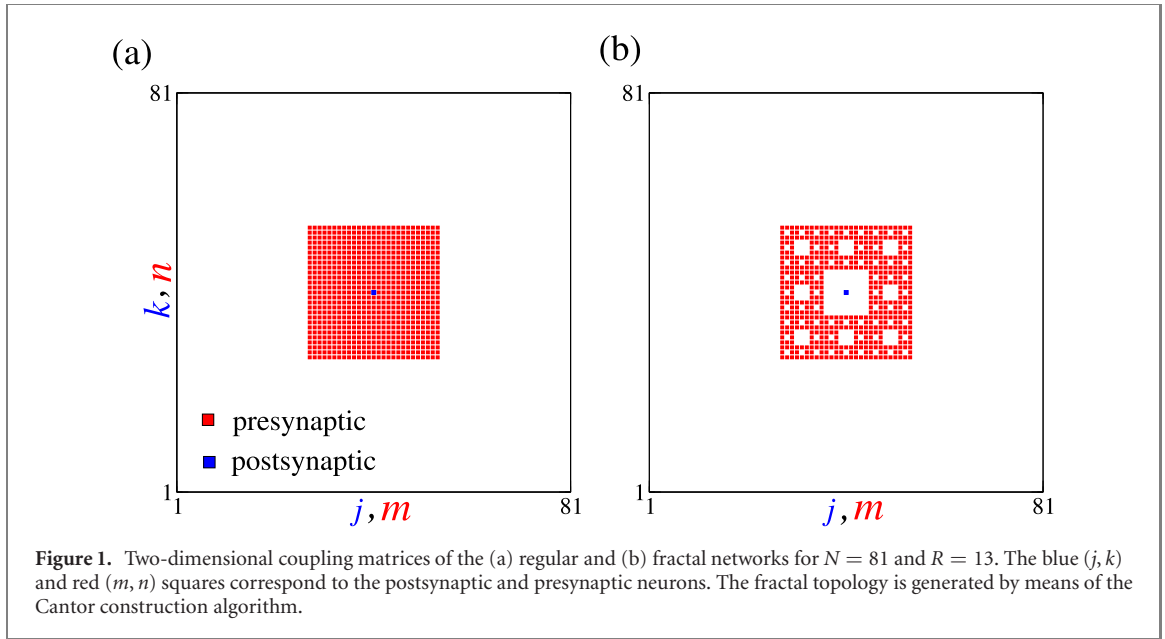 (a)
(b)
81
81
k, n
presynaptic
postsynaptic
1
1
j, m
81
1
1
j, m
81
Figure 1. Two-dimensional coupling matrices of the (a) regular and (b) fractal networks for N = 81 and R = 13. The blue (j, k)
and red (m, n) squares correspond to the postsynaptic and presynaptic neurons. The fractal topology is generated by means of the
Cantor construction algorithm.